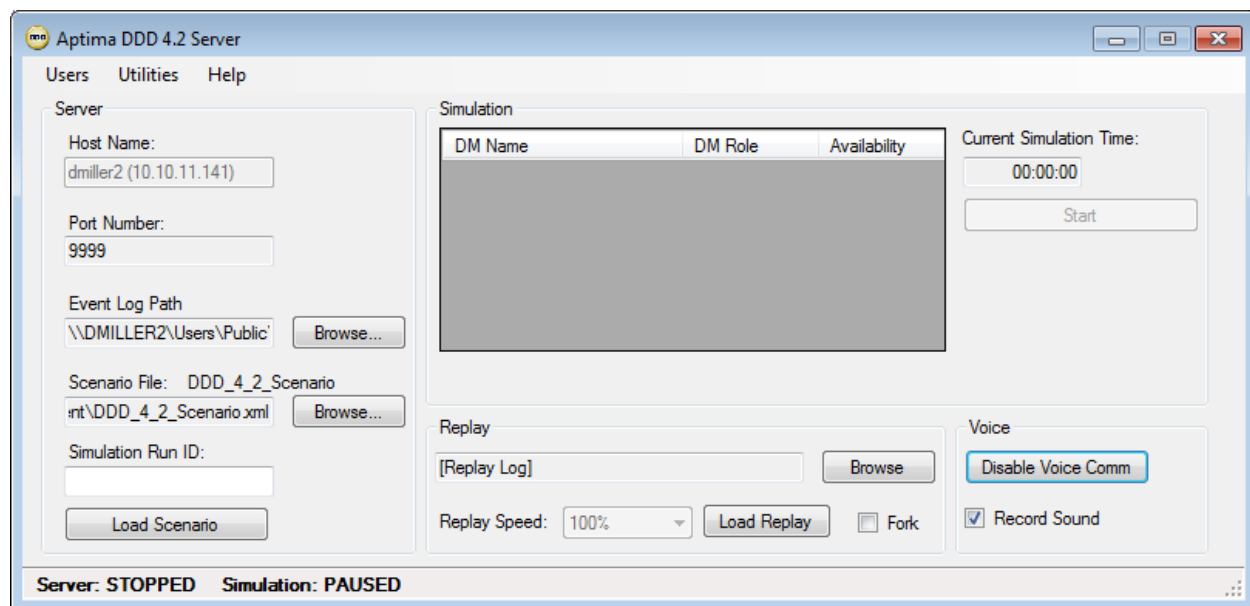 Aptima DDD 4.2 Server
Users Utilities Help
Server
Host Name:
dmiller2 (10.10.11.141)
Port Number:
9999
Event Log Path
\\DMILLER2\Users\Public
Browse...
Scenario File: DDD_4_2_Scenario
nt\DDD_4_2_Scenario.xml
Browse...
Simulation Run ID:
Load Scenario
Simulation
DM Name DM Role Availability
Current Simulation Time:
00:00:00
Start
Replay
[Replay Log]
Browse
Replay Speed: 100% Load Replay Fork
Voice
Disable Voice Comm
Record Sound
Server: STOPPED Simulation: PAUSED